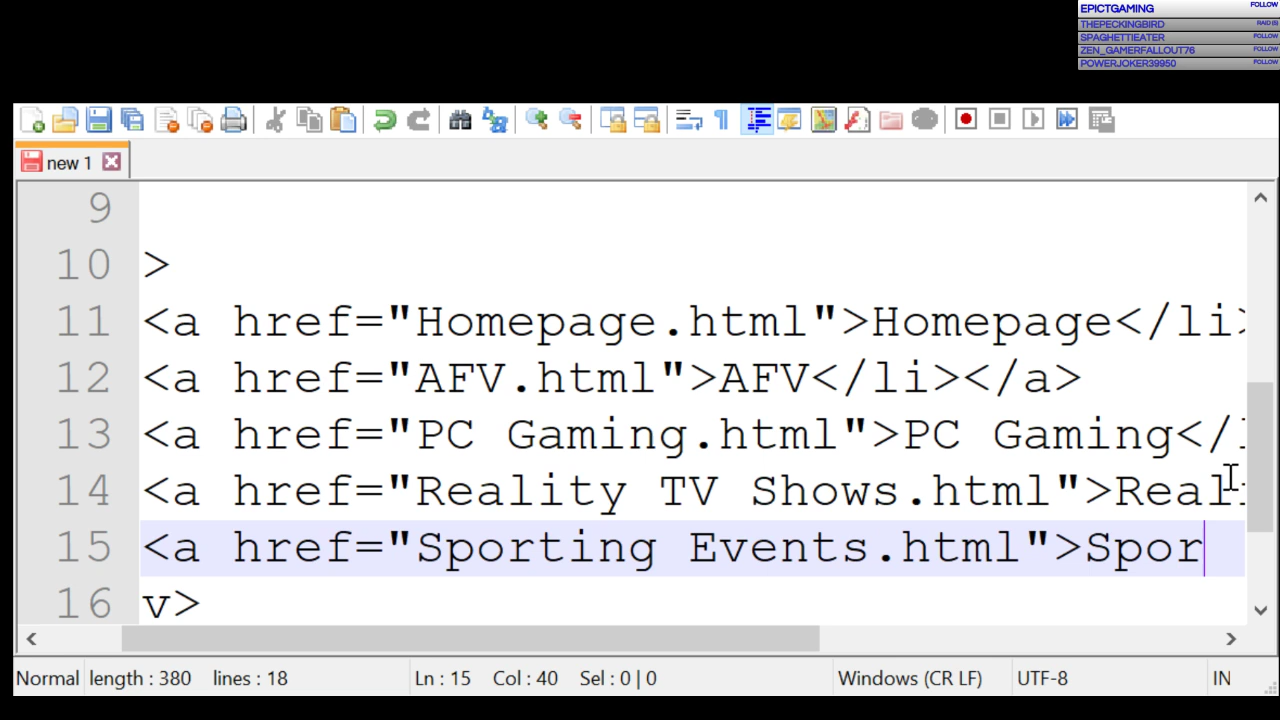 EPICTGAMING FOLLOW
THEPECKINGBIRD RAID (5)
SPAGHETTIEATER FOLLOW
ZEN_GAMERFALLOUT76 FOLLOW
POWERJOKER39950 FOLLOW
new 1
9
10 >
11 <a href="Homepage.html">Homepage</li>
12 <a href="AFV.html">AFV</li></a>
13 <a href="PC Gaming.html">PC Gaming</l
14 <a href="Reality TV Shows.html">Reali
15 <a href="Sporting Events.html">Spor
16 v>
Normal length : 380 lines : 18 Ln : 15 Col : 40 Sel : 0 | 0 Windows (CR LF) UTF-8 IN